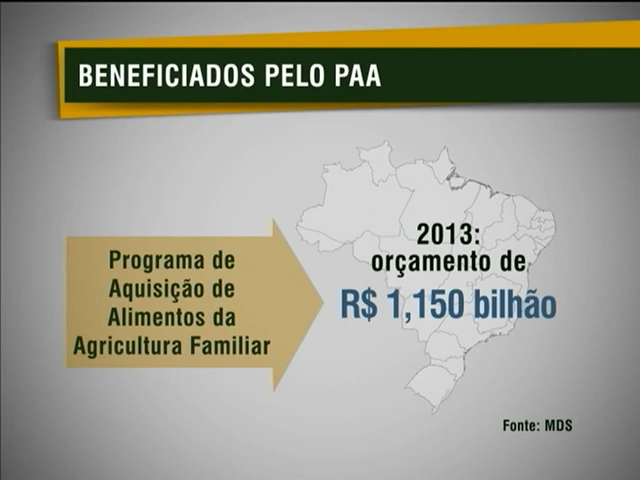 BENEFICIADOS PELO PAA
Programa de
Aquisição de
Alimentos da
Agricultura Familiar
2013:
orçamento de
R$ 1,150 bilhão
Fonte: MDS